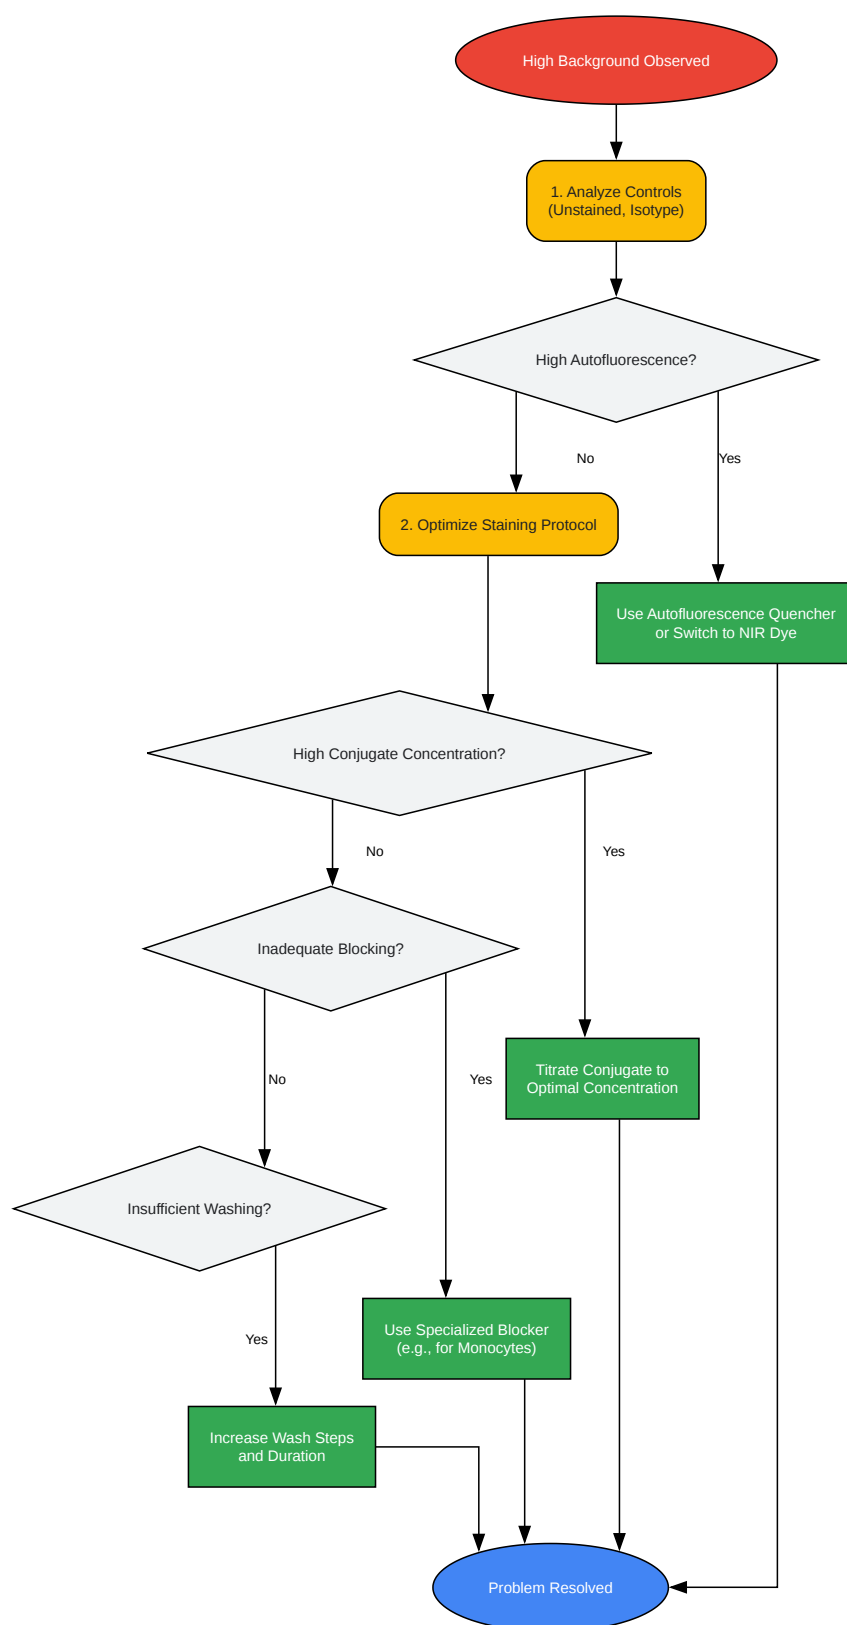 High Background Observed
1. Analyze Controls
(Unstained, Isotype)
High Autofluorescence?
No
Yes
2. Optimize Staining Protocol
Use Autofluorescence Quencher
or Switch to NIR Dye
High Conjugate Concentration?
No
Yes
Inadequate Blocking?
No
Yes
Titrate Conjugate to
Optimal Concentration
Insufficient Washing?
Yes
Use Specialized Blocker
(e.g., for Monocytes)
Increase Wash Steps
and Duration
Problem Resolved